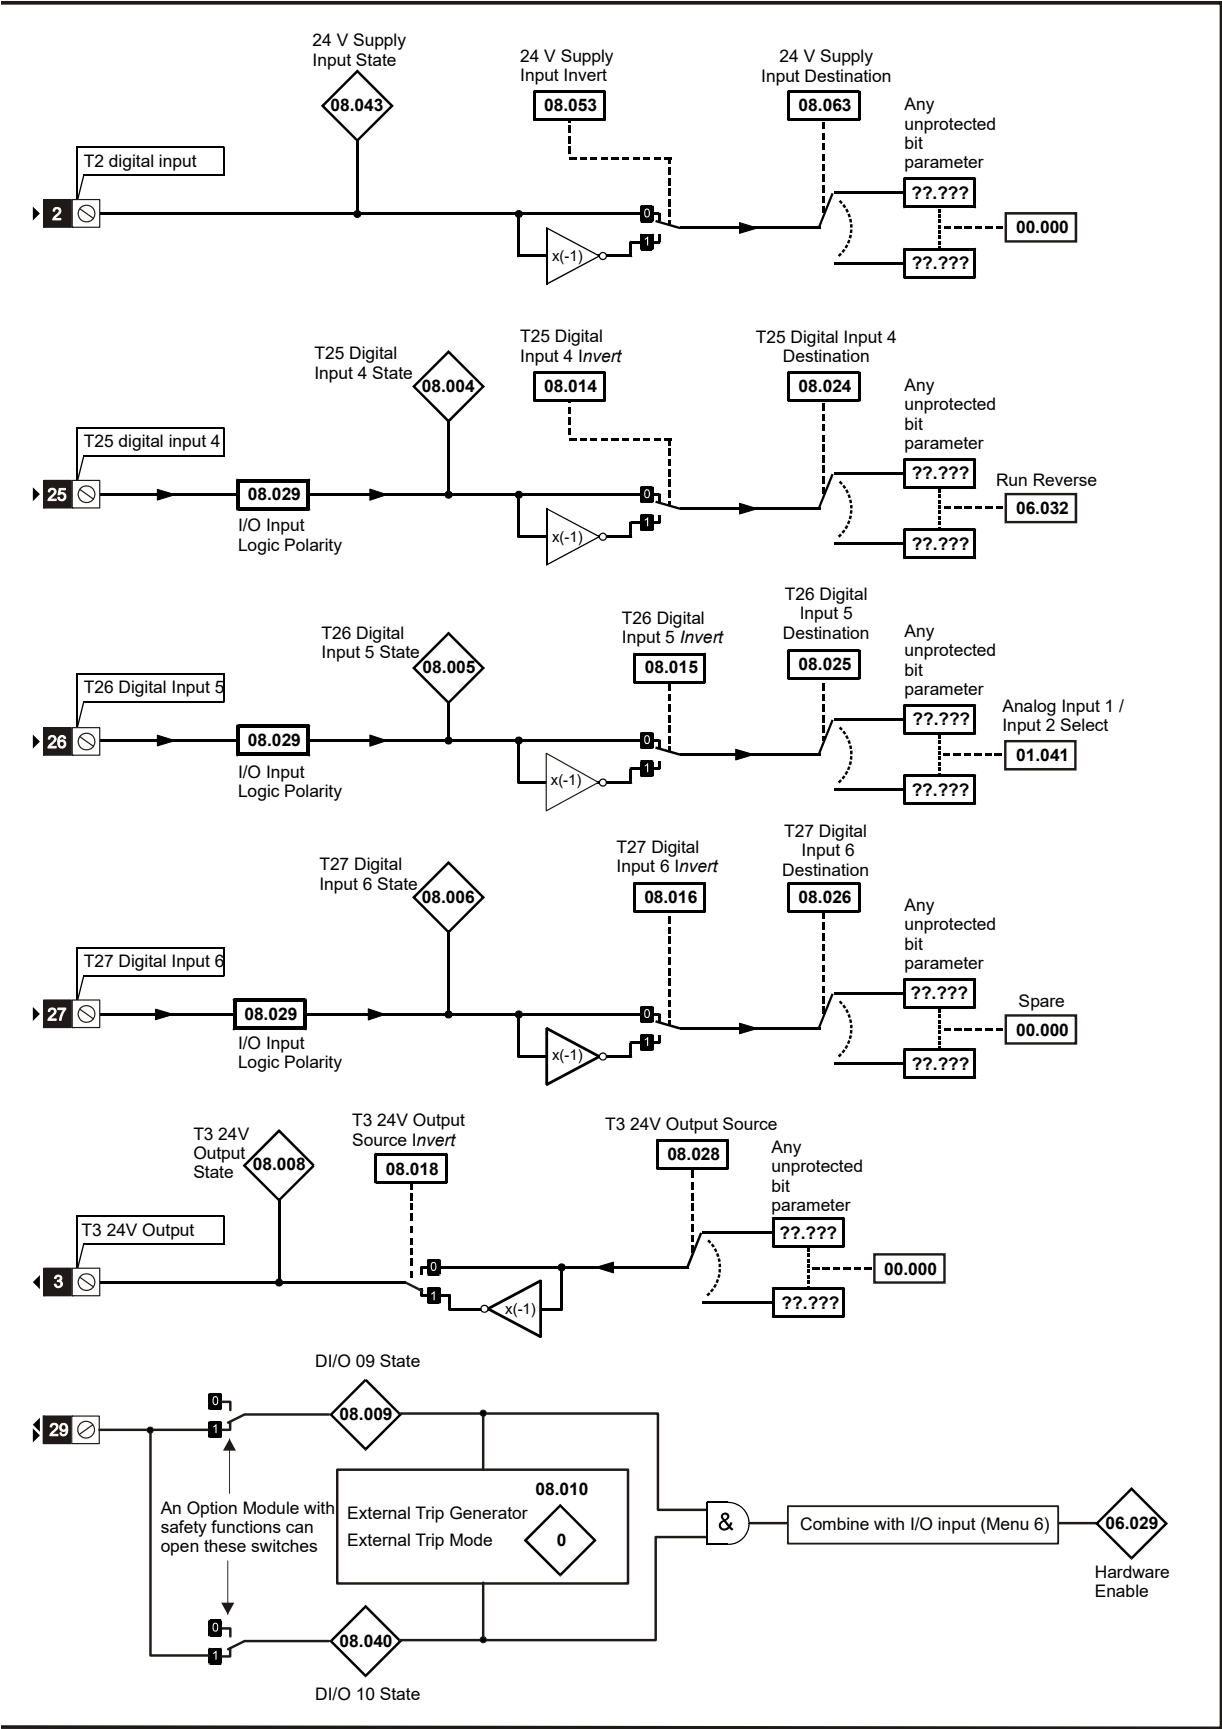 24 V Supply
Input State
08.043
24 V Supply
Input Invert
08.053
24 V Supply
Input Destination
08.063
Any
unprotected
bit
parameter
T2 digital input
2
x(-1)
0
1
??.???
??.???
00.000
T25 Digital
Input 4 State
08.004
T25 Digital
Input 4 Invert
08.014
T25 Digital Input 4
Destination
08.024
Any
unprotected
bit
parameter
T25 digital input 4
25
08.029
I/O Input
Logic Polarity
x(-1)
0
1
??.???
??.???
Run Reverse
06.032
T26 Digital
Input 5 State
08.005
T26 Digital
Input 5 Invert
08.015
T26 Digital
Input 5
Destination
08.025
Any
unprotected
bit
parameter
T26 Digital Input 5
26
08.029
I/O Input
Logic Polarity
x(-1)
0
1
??.???
??.???
Analog Input 1 /
Input 2 Select
01.041
T27 Digital
Input 6 State
08.006
T27 Digital
Input 6 Invert
08.016
T27 Digital
Input 6
Destination
08.026
Any
unprotected
bit
parameter
T27 Digital Input 6
27
08.029
I/O Input
Logic Polarity
x(-1)
0
1
??.???
??.???
Spare
00.000
T3 24V
Output
State
08.008
T3 24V Output
Source Invert
08.018
T3 24V Output Source
08.028
Any
unprotected
bit
parameter
T3 24V Output
3
0
1
x(-1)
??.???
??.???
00.000
DI/O 09 State
29
0
1
08.009
An Option Module with
safety functions can
open these switches
08.010
External Trip Generator
External Trip Mode
0
&
Combine with I/O input (Menu 6)
06.029
Hardware
Enable
0
1
08.040
DI/O 10 State